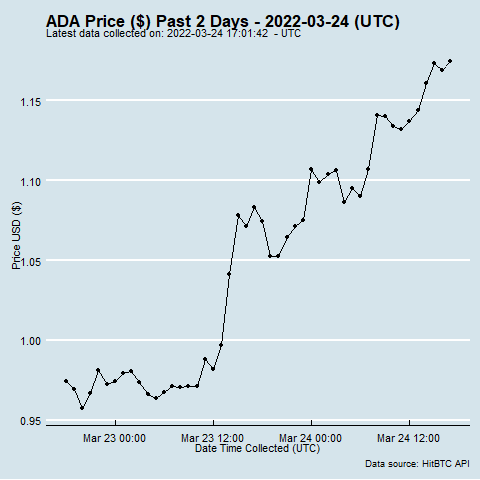 ADA Price ($) Past 2 Days - 2022-03-24 (UTC)
Latest data collected on: 2022-03-24 17:01:42 - UTC
Price USD ($)
1.15
1.10
1.05
1.00
0.95
Mar 23 00:00 Mar 23 12:00 Mar 24 00:00 Mar 24 12:00
Date Time Collected (UTC)
Data source: HitBTC API